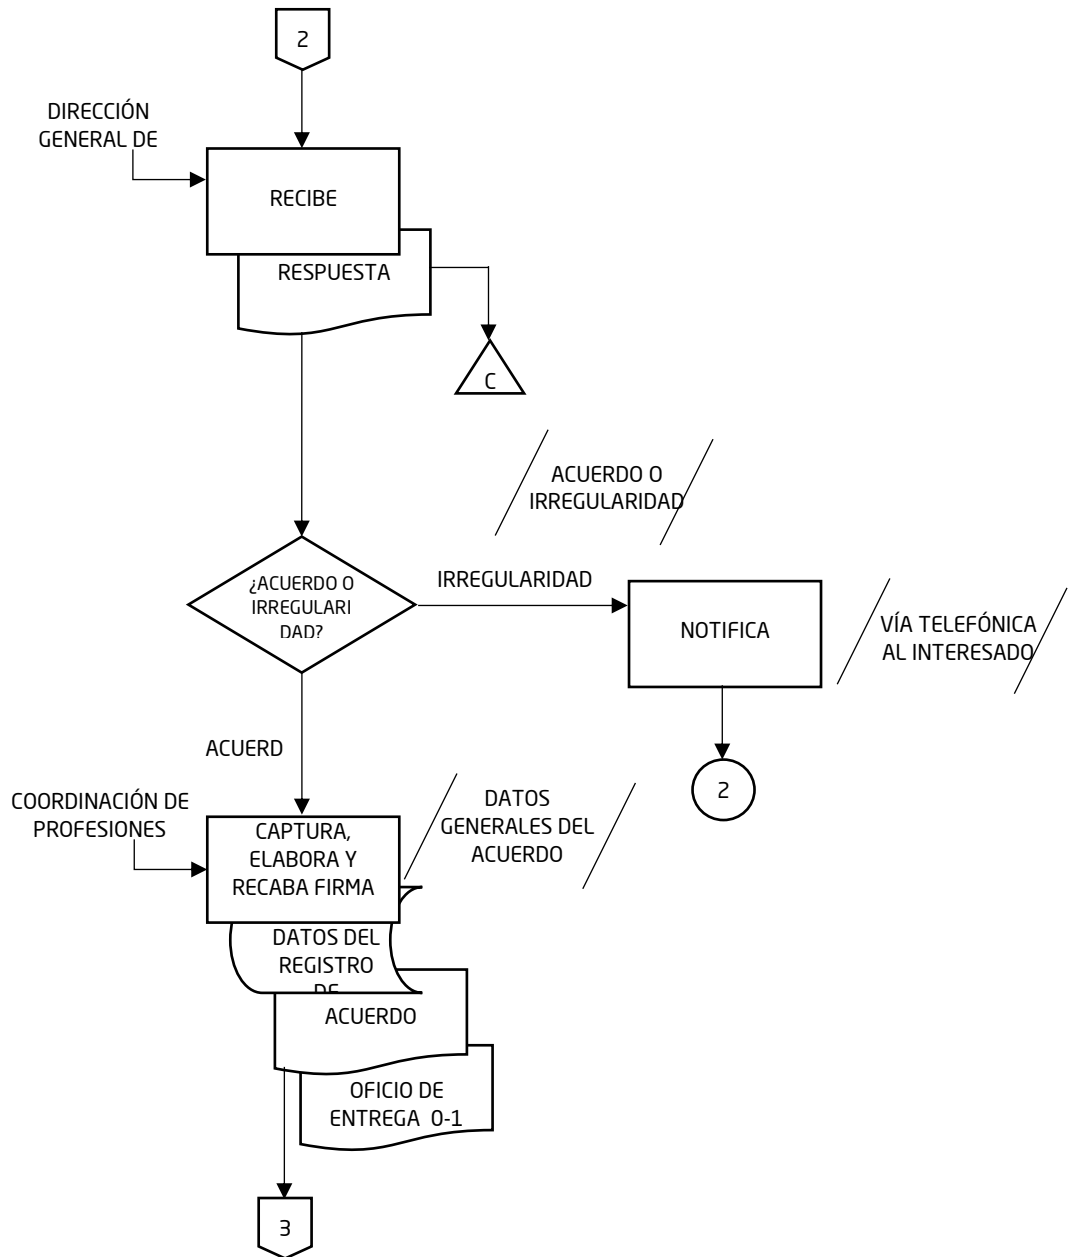 2
DIRECCIÓN
GENERAL DE
RECIBE
RESPUESTA
C
ACUERDO O
IRREGULARIDAD
¿ACUERDO O
IRREGULARI
DAD?
IRREGULARIDAD
NOTIFICA
VÍA TELEFÓNICA
AL INTERESADO
2
ACUERD
COORDINACIÓN DE
PROFESIONES
CAPTURA,
ELABORA Y
RECABA FIRMA
DATOS
GENERALES DEL
ACUERDO
DATOS DEL
REGISTRO
DE
ACUERDO
OFICIO DE
ENTREGA 0-1
3